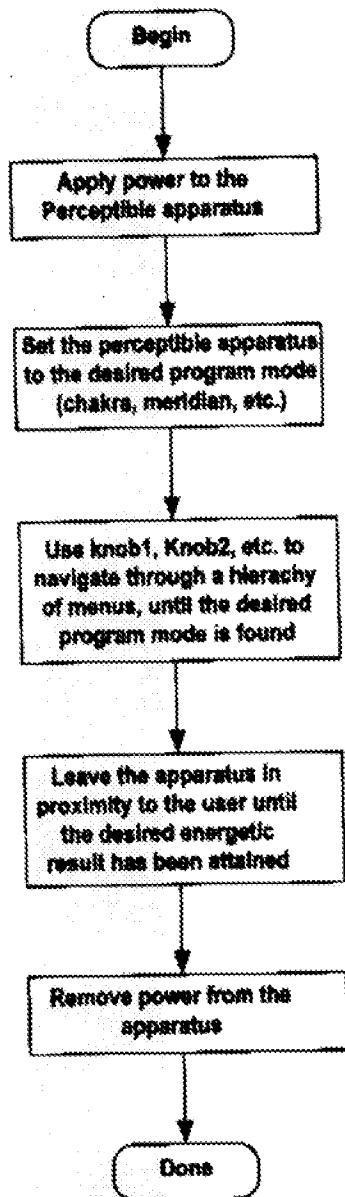 Begin
Apply power to the
Perceptible apparatus
Set the perceptible apparatus
to the desired program mode
(chakra, meridian, etc.)
Use knob1, Knob2, etc. to
navigate through a hierachy
of menus, until the desired
program mode is found
Leave the apparatus in
proximity to the user until
the desired energetic
result has been attained
Remove power from the
apparatus
Done